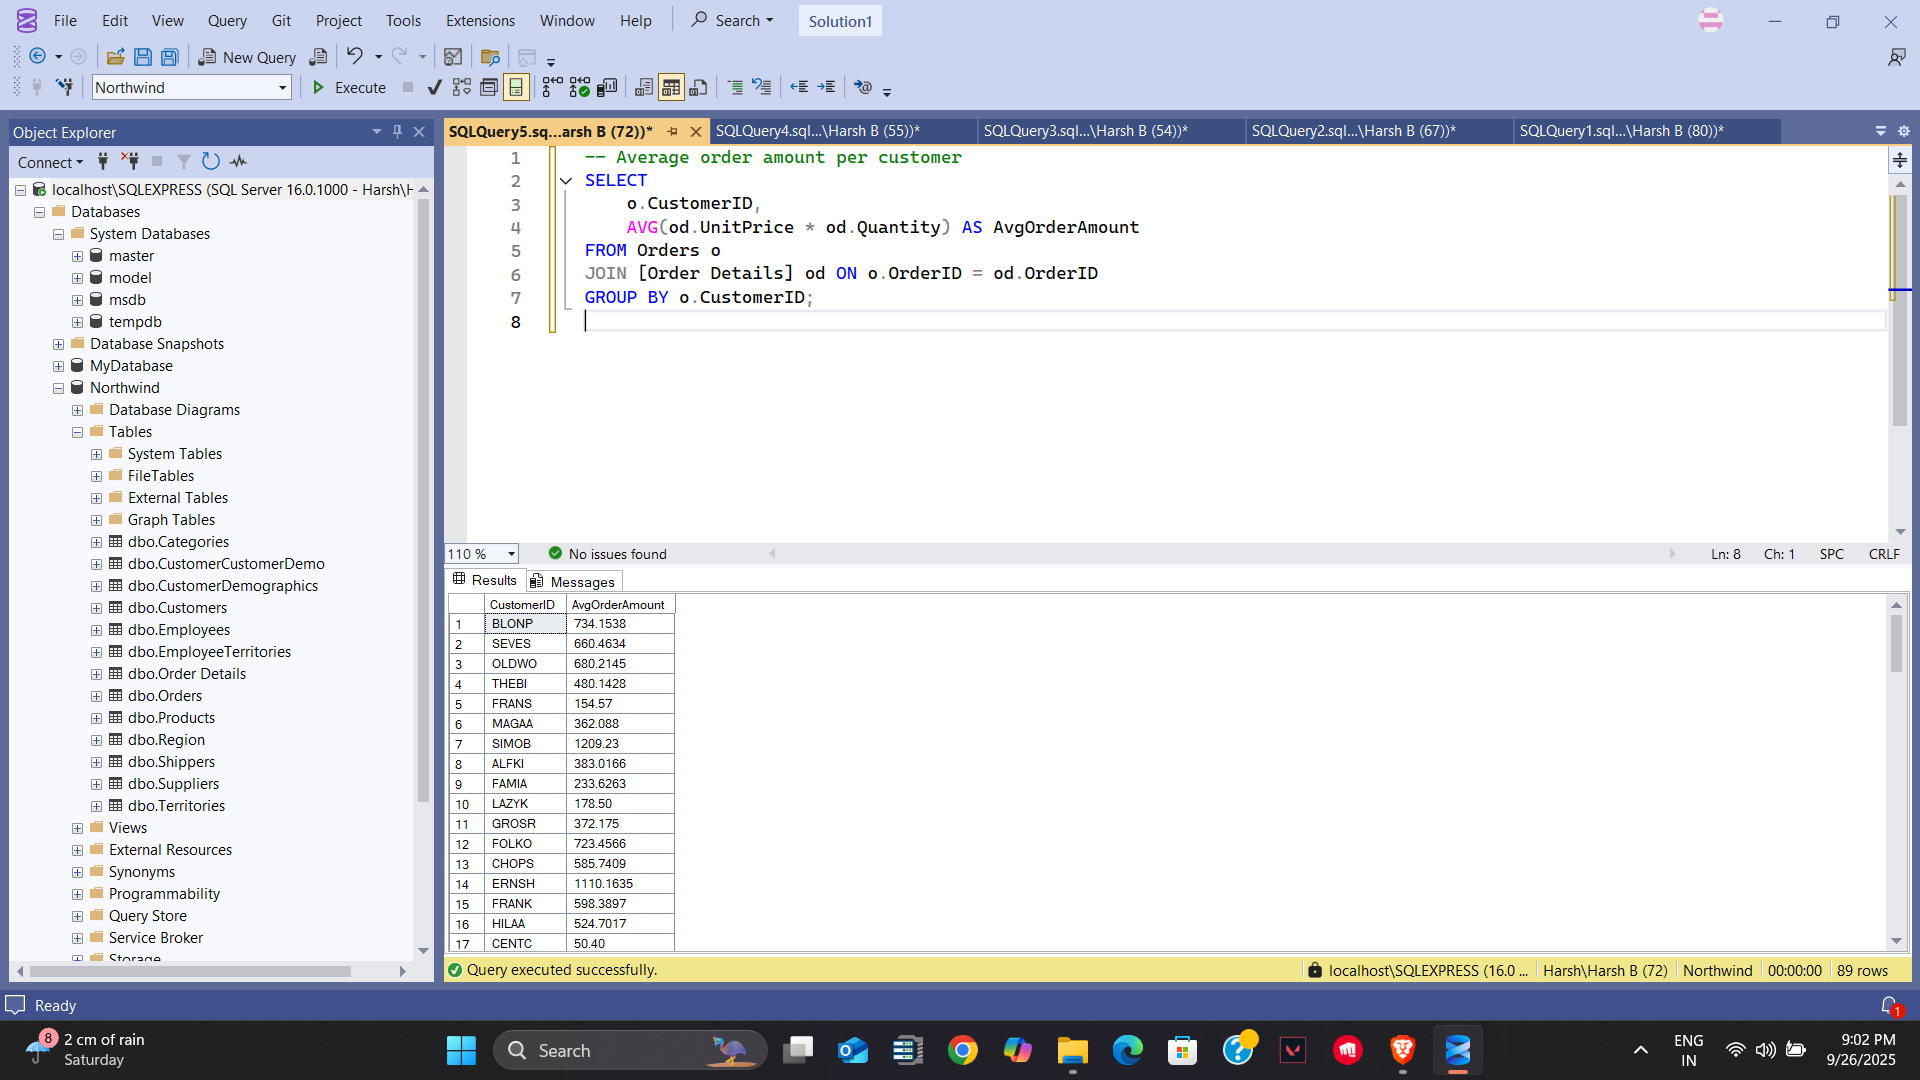 File Edit View Query Git Project Tools Extensions Window Help Search Solution1
New Query
Northwind Execute
Object Explorer
Connect
localhost\SQLEXPRESS (SQL Server 16.0.1000 - Harsh\H
Databases
System Databases
master
model
msdb
tempdb
Database Snapshots
MyDatabase
Northwind
Database Diagrams
Tables
System Tables
FileTables
External Tables
Graph Tables
dbo.Categories
dbo.CustomerCustomerDemo
dbo.CustomerDemographics
dbo.Customers
dbo.Employees
dbo.EmployeeTerritories
dbo.Order Details
dbo.Orders
dbo.Products
dbo.Region
dbo.Shippers
dbo.Suppliers
dbo.Territories
Views
External Resources
Synonyms
Programmability
Query Store
Service Broker
Storage
SQLQuery5.sq...arsh B (72))* SQLQuery4.sql...\Harsh B (55))* SQLQuery3.sql...\Harsh B (54))* SQLQuery2.sql...\Harsh B (67))* SQLQuery1.sql...\Harsh B (80))*
1 -- Average order amount per customer
2 SELECT
3 o.CustomerID,
4 AVG(od.UnitPrice * od.Quantity) AS AvgOrderAmount
5 FROM Orders o
6 JOIN [Order Details] od ON o.OrderID = od.OrderID
7 GROUP BY o.CustomerID;
8
110 % No issues found Ln: 8 Ch: 1 SPC CRLF
Results Messages
CustomerID AvgOrderAmount
1 BLONP 734.1538
2 SEVES 660.4634
3 OLDWO 680.2145
4 THEBI 480.1428
5 FRANS 154.57
6 MAGAA 362.088
7 SIMOB 1209.23
8 ALFKI 383.0166
9 FAMIA 233.6263
10 LAZYK 178.50
11 GROSR 372.175
12 FOLKO 723.4566
13 CHOPS 585.7409
14 ERNSH 1110.1635
15 FRANK 598.3897
16 HILAA 524.7017
17 CENTC 50.40
Query executed successfully. localhost\SQLEXPRESS (16.0 ... Harsh\Harsh B (72) Northwind 00:00:00 89 rows
Ready 1
8 2 cm of rain
Saturday
Search
ENG
IN
9:02 PM
9/26/2025